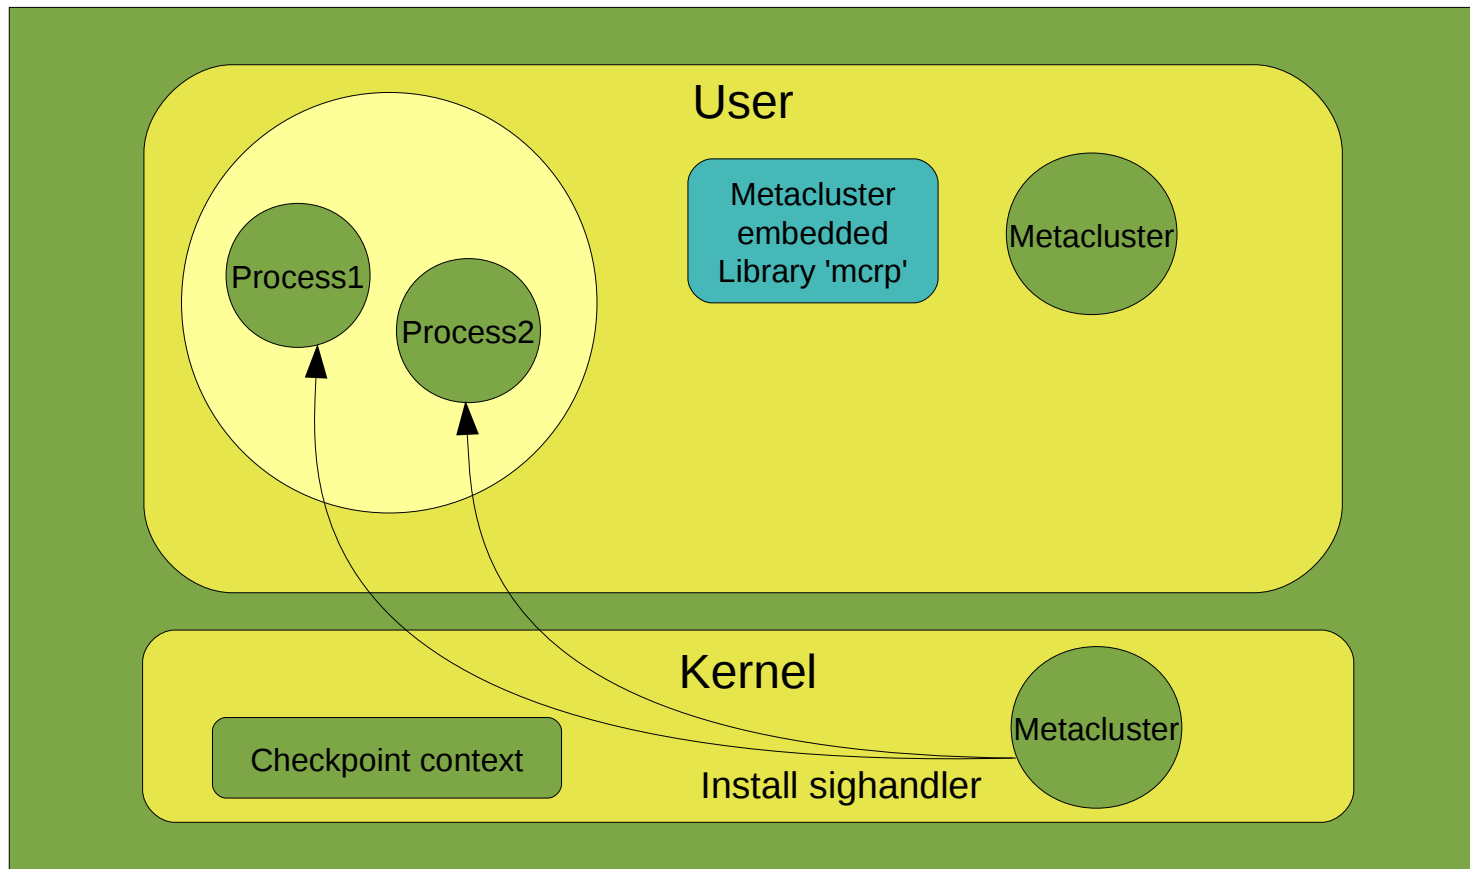 User
Metacluster
embedded
Library 'mcrp'
Metacluster
Process1
Process2
Kernel
Metacluster
Checkpoint context
Install sighandler